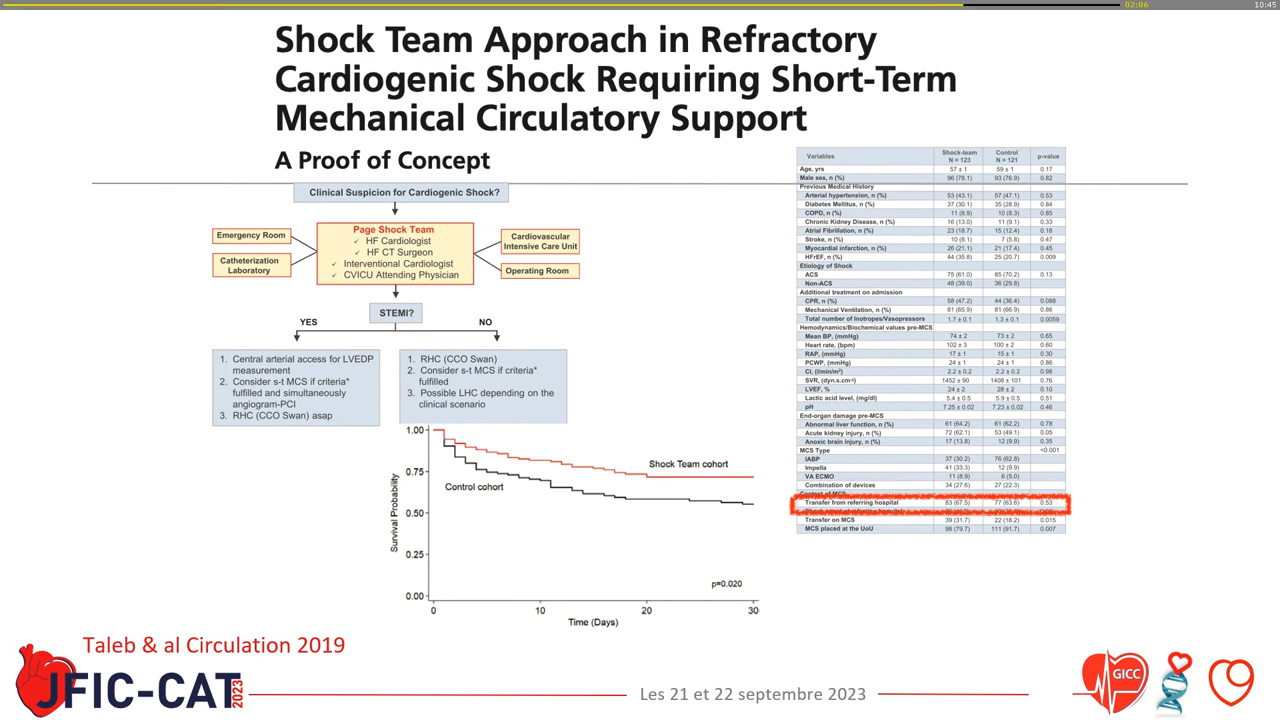 02:06
10:45
Shock Team Approach in Refractory
Cardiogenic Shock Requiring Short-Term
Mechanical Circulatory Support
A Proof of Concept
Clinical Suspicion for Cardiogenic Shock?
Emergency Room
Catheterization
Laboratory
Page Shock Team
✓ HF Cardiologist
✓ HF CT Surgeon
✓ Interventional Cardiologist
✓ CVICU Attending Physician
Cardiovascular
Intensive Care Unit
Operating Room
STEMI?
YES
NO
1. Central arterial access for LVEDP
measurement
2. Consider s-t MCS if criteria*
fulfilled and simultaneously
angiogram-PCI
3. RHC (CCO Swan) asap
1. RHC (CCO Swan)
2. Consider s-t MCS if criteria*
fulfilled
3. Possible LHC depending on the
clinical scenario
Survival Probability
1.00
0.75
0.50
0.25
0.00
Shock Team cohort
Control cohort
p=0.020
0 10 20 30
Time (Days)
Variables Shock-team N = 123 Control N = 121 p-value
Age, yrs 57 ± 1 59 ± 1 0.17
Male sex, n (%) 96 (78.1) 93 (76.9) 0.82
Previous Medical History
Arterial hypertension, n (%) 53 (43.1) 57 (47.1) 0.53
Diabetes Mellitus, n (%) 37 (30.1) 35 (28.9) 0.84
COPD, n (%) 11 (8.9) 10 (8.3) 0.85
Chronic Kidney Disease, n (%) 16 (13.0) 11 (9.1) 0.33
Atrial Fibrillation, n (%) 23 (18.7) 15 (12.4) 0.18
Stroke, n (%) 10 (8.1) 7 (5.8) 0.47
Myocardial infarction, n (%) 26 (21.1) 21 (17.4) 0.45
HFrEF, n (%) 44 (35.8) 25 (20.7) 0.009
Etiology of Shock
ACS 75 (61.0) 85 (70.2) 0.13
Non-ACS 48 (39.0) 36 (29.8)
Additional treatment on admission
CPR, n (%) 58 (47.2) 44 (36.4) 0.088
Mechanical Ventilation, n (%) 81 (65.9) 81 (66.9) 0.86
Total number of Inotropes/Vasopressors 1.7 ± 0.1 1.3 ± 0.1 0.0059
Hemodynamics/Biochemical values pre-MCS
Mean BP, (mmHg) 74 ± 2 73 ± 2 0.65
Heart rate, (bpm) 102 ± 3 100 ± 2 0.60
RAP, (mmHg) 17 ± 1 15 ± 1 0.30
PCWP, (mmHg) 24 ± 1 24 ± 1 0.86
CI, (l/min/m²) 2.2 ± 0.2 2.2 ± 0.2 0.98
SVR, (dyn.s.cm⁻⁵) 1452 ± 90 1408 ± 101 0.76
LVEF, % 24 ± 2 28 ± 2 0.10
Lactic acid level, (mg/dl) 5.4 ± 0.5 5.9 ± 0.5 0.51
pH 7.25 ± 0.02 7.23 ± 0.02 0.46
End-organ damage pre-MCS
Abnormal liver function, n (%) 61 (64.2) 61 (62.2) 0.78
Acute kidney injury, n (%) 72 (62.1) 53 (49.1) 0.05
Anoxic brain injury, n (%) 17 (13.8) 12 (9.9) 0.35
MCS Type <0.001
IABP 37 (30.2) 76 (62.8)
Impella 41 (33.3) 12 (9.9)
VA ECMO 11 (8.9) 6 (5.0)
Combination of devices 34 (27.6) 27 (22.3)
Transfer from referring hospital 83 (67.5) 77 (63.6) 0.53
Transfer on MCS 39 (31.7) 22 (18.2) 0.015
MCS placed at the UoU 98 (79.7) 111 (91.7) 0.007
Taleb & al Circulation 2019
JFIC-CAT
2023
Les 21 et 22 septembre 2023
GICC